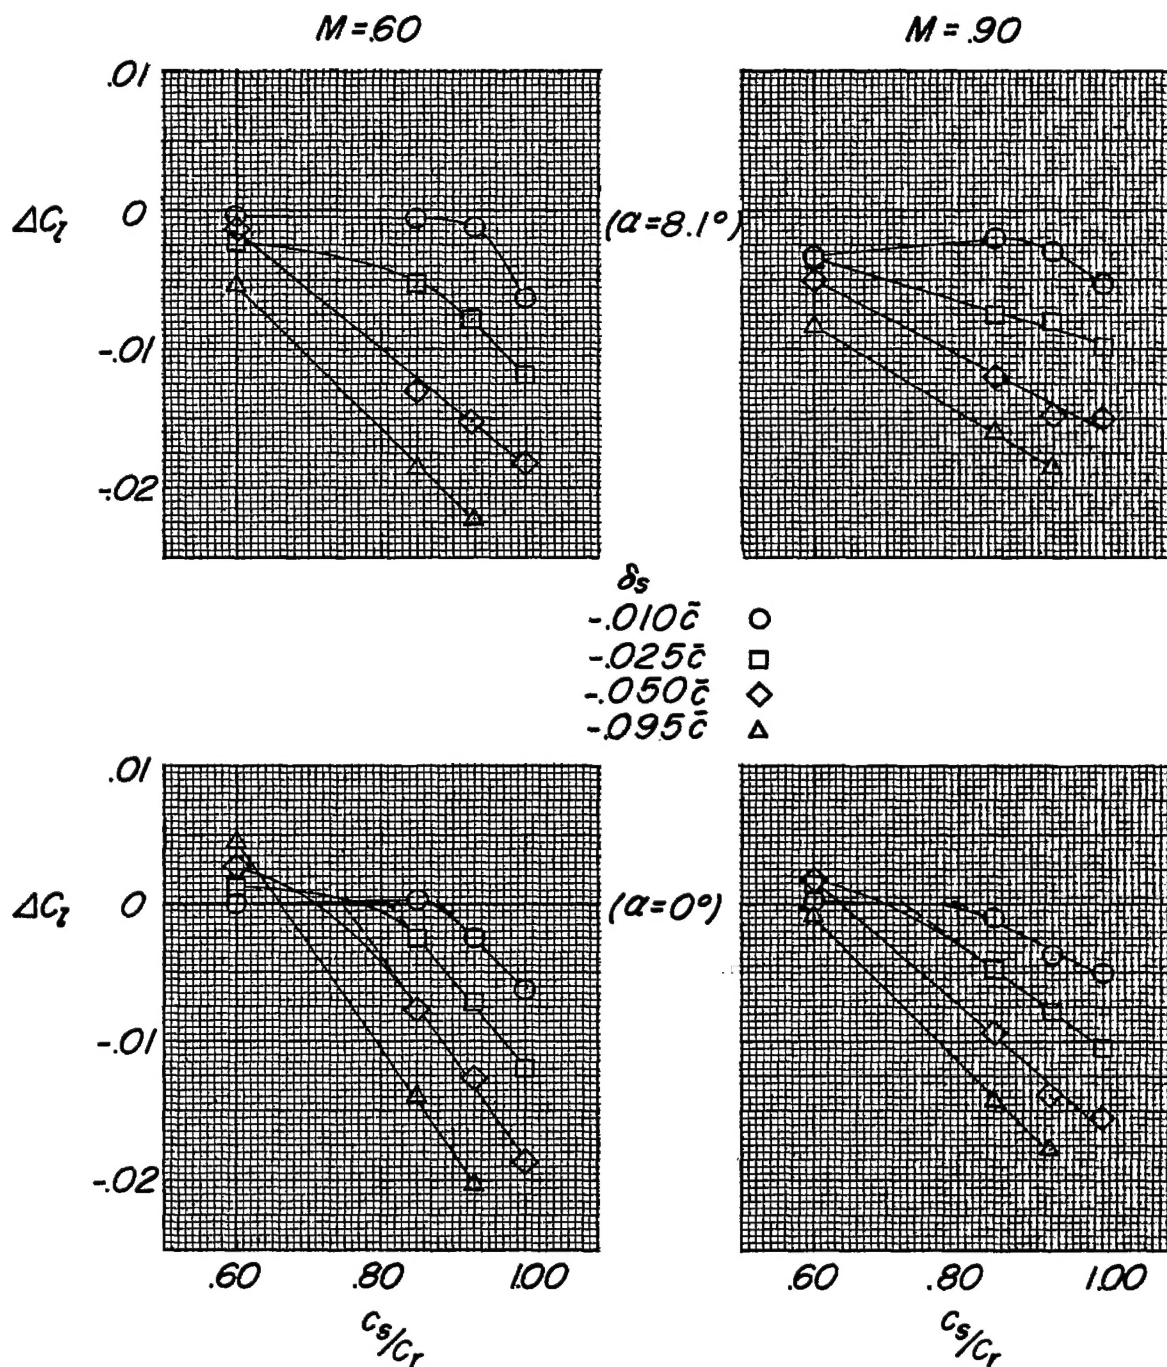 M=.60 M=.90
.01
ΔCl 0 (α=8.1°)
-.01
-.02
δs
-.010c̄ ○
-.025c̄ □
-.050c̄ ◇
-.095c̄ △
.01
ΔCl 0 (α=0°)
-.01
-.02
.60 .80 1.00 .60 .80 1.00
cs/cr cs/cr